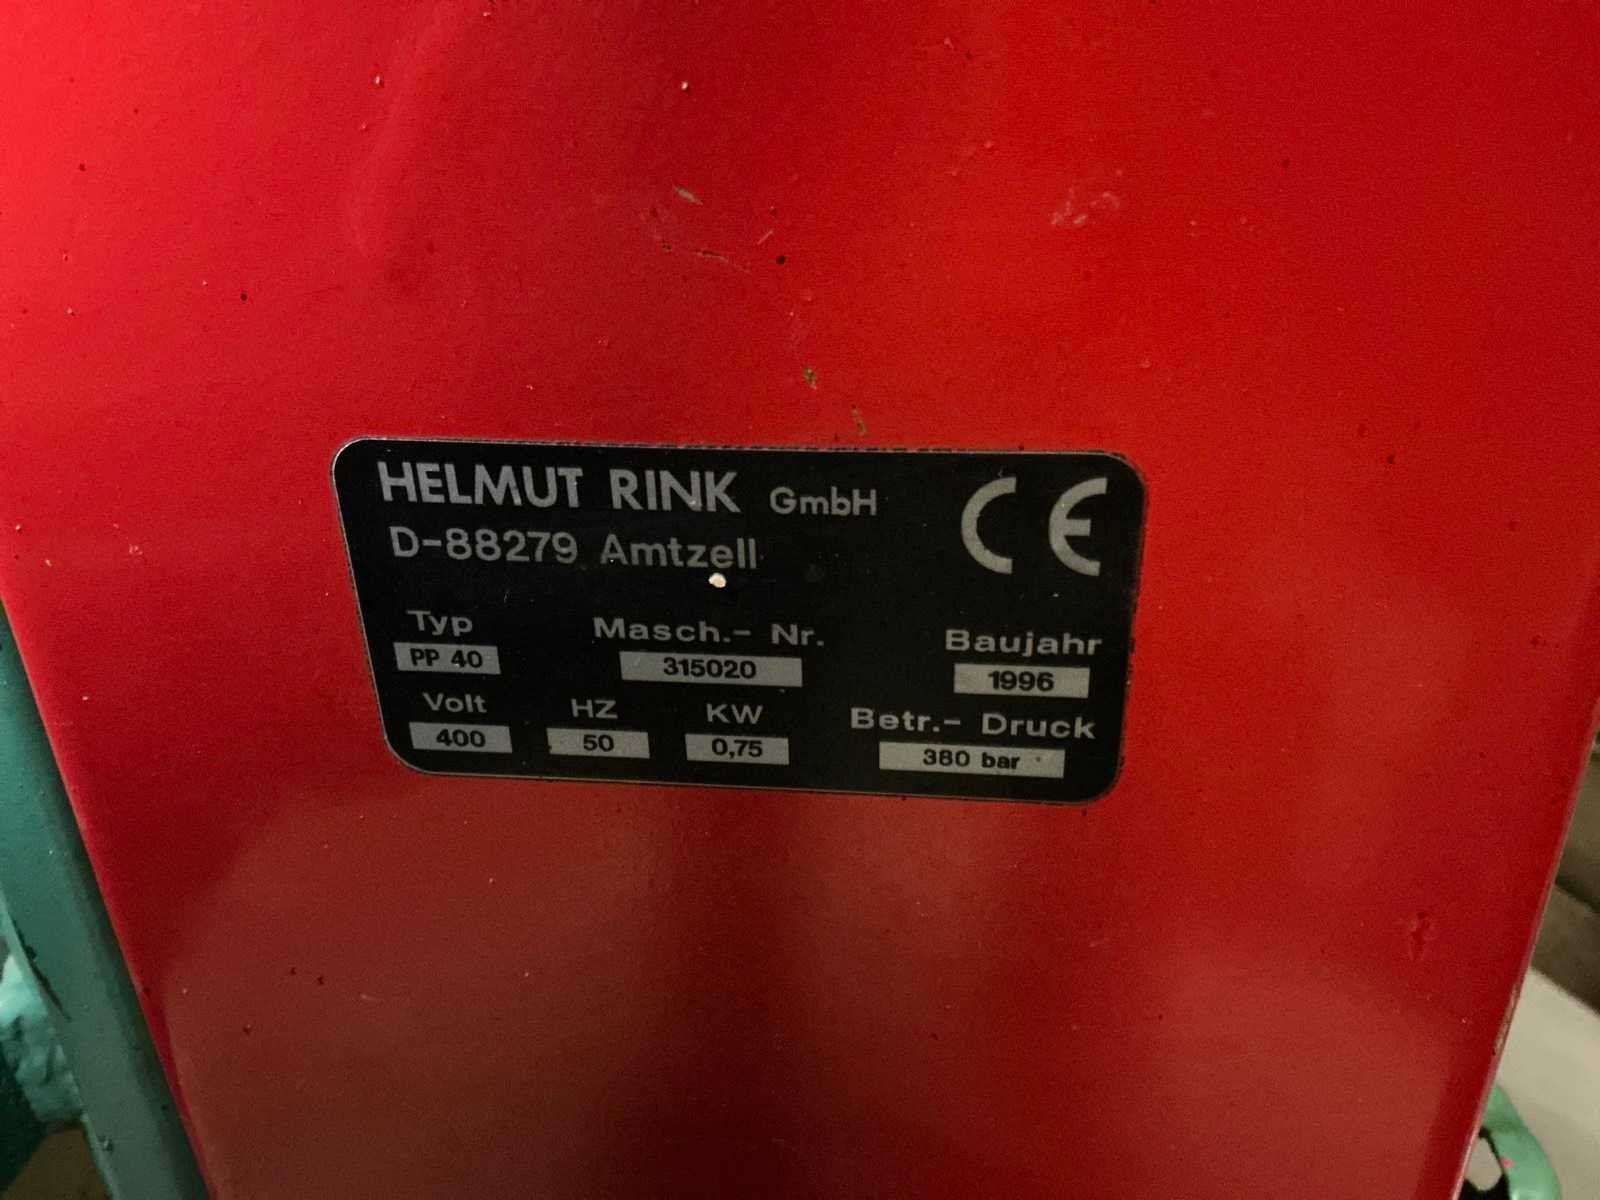 HELMUT RINK GmbH CE
D-88279 Amtzell
Typ Masch.- Nr. Baujahr
PP 40 315020 1996
Volt HZ KW Betr.- Druck
400 50 0,75 380 bar